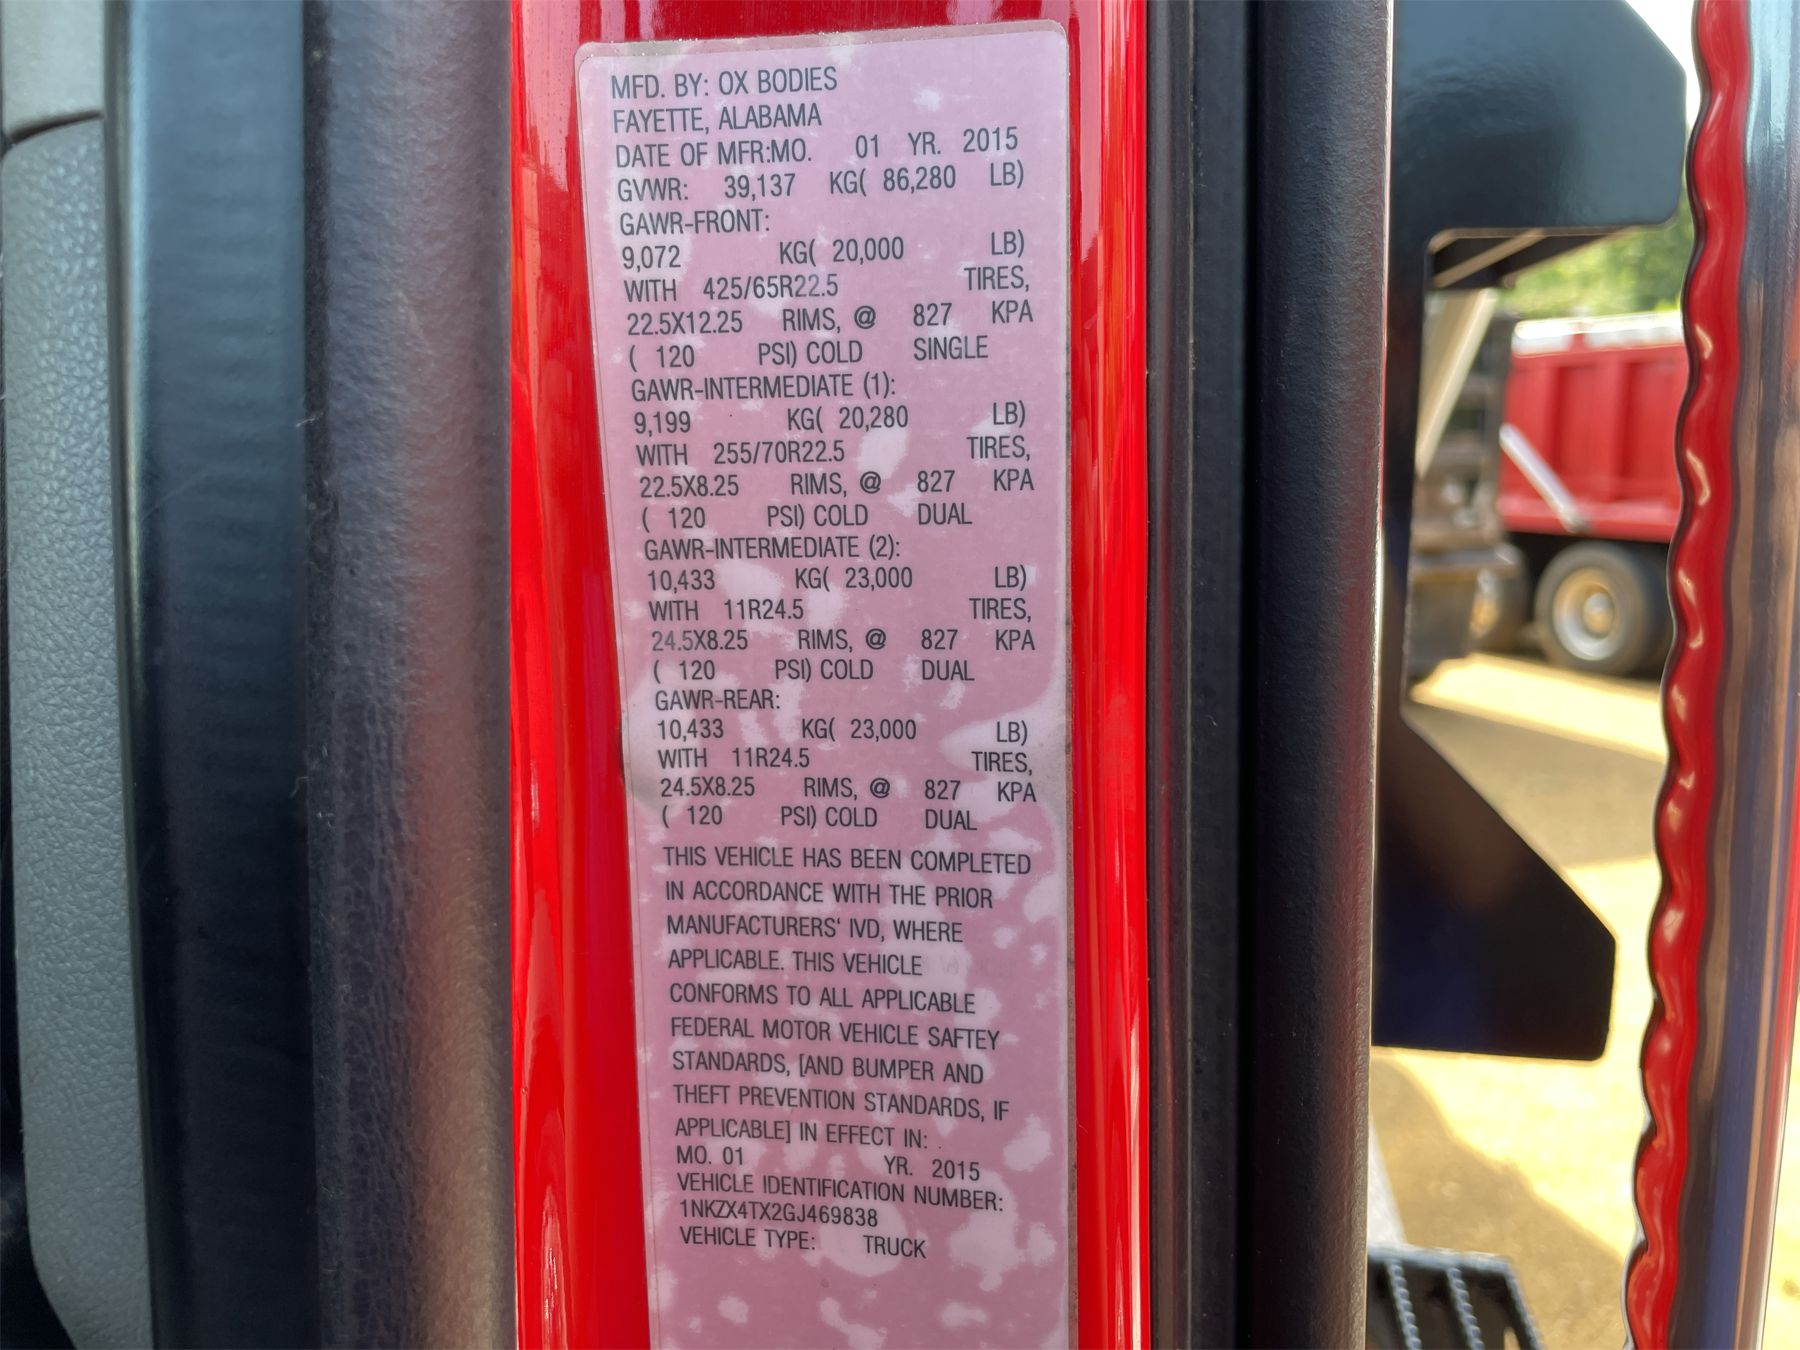 MFD. BY: OX BODIES
FAYETTE, ALABAMA
DATE OF MFR:MO. 01 YR. 2015
GVWR: 39,137 KG( 86,280 LB)
GAWR-FRONT:
9,072 KG( 20,000 LB)
WITH 425/65R22.5 TIRES,
22.5X12.25 RIMS, @ 827 KPA
( 120 PSI) COLD SINGLE
GAWR-INTERMEDIATE (1):
9,199 KG( 20,280 LB)
WITH 255/70R22.5 TIRES,
22.5X8.25 RIMS, @ 827 KPA
( 120 PSI) COLD DUAL
GAWR-INTERMEDIATE (2):
10,433 KG( 23,000 LB)
WITH 11R24.5 TIRES,
24.5X8.25 RIMS, @ 827 KPA
( 120 PSI) COLD DUAL
GAWR-REAR:
10,433 KG( 23,000 LB)
WITH 11R24.5 TIRES,
24.5X8.25 RIMS, @ 827 KPA
( 120 PSI) COLD DUAL
THIS VEHICLE HAS BEEN COMPLETED
IN ACCORDANCE WITH THE PRIOR
MANUFACTURERS' IVD, WHERE
APPLICABLE. THIS VEHICLE
CONFORMS TO ALL APPLICABLE
FEDERAL MOTOR VEHICLE SAFTEY
STANDARDS, [AND BUMPER AND
THEFT PREVENTION STANDARDS, IF
APPLICABLE] IN EFFECT IN:
MO. 01 YR. 2015
VEHICLE IDENTIFICATION NUMBER:
1NKZX4TX2GJ469838
VEHICLE TYPE: TRUCK